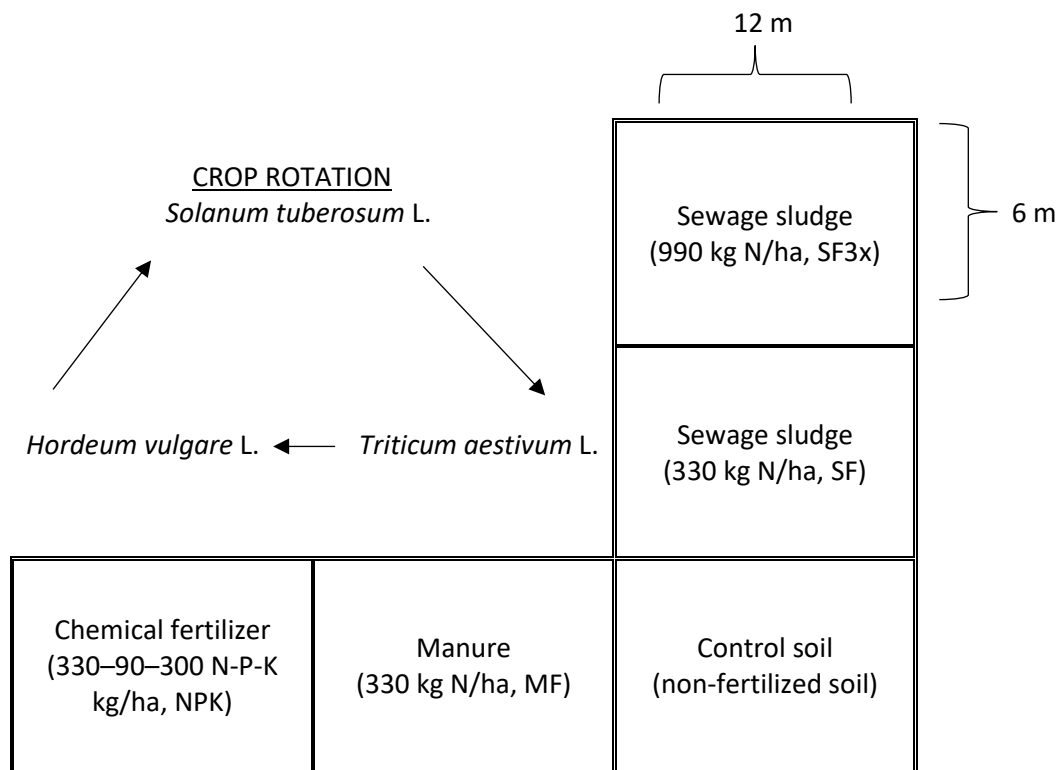 12 m
CROP ROTATION
Solanum tuberosum L.
Sewage sludge
(990 kg N/ha, SF3x)
6 m
Hordeum vulgare L.
Triticum aestivum L.
Sewage sludge
(330 kg N/ha, SF)
Chemical fertilizer
(330–90–300 N-P-K
kg/ha, NPK)
Manure
(330 kg N/ha, MF)
Control soil
(non-fertilized soil)